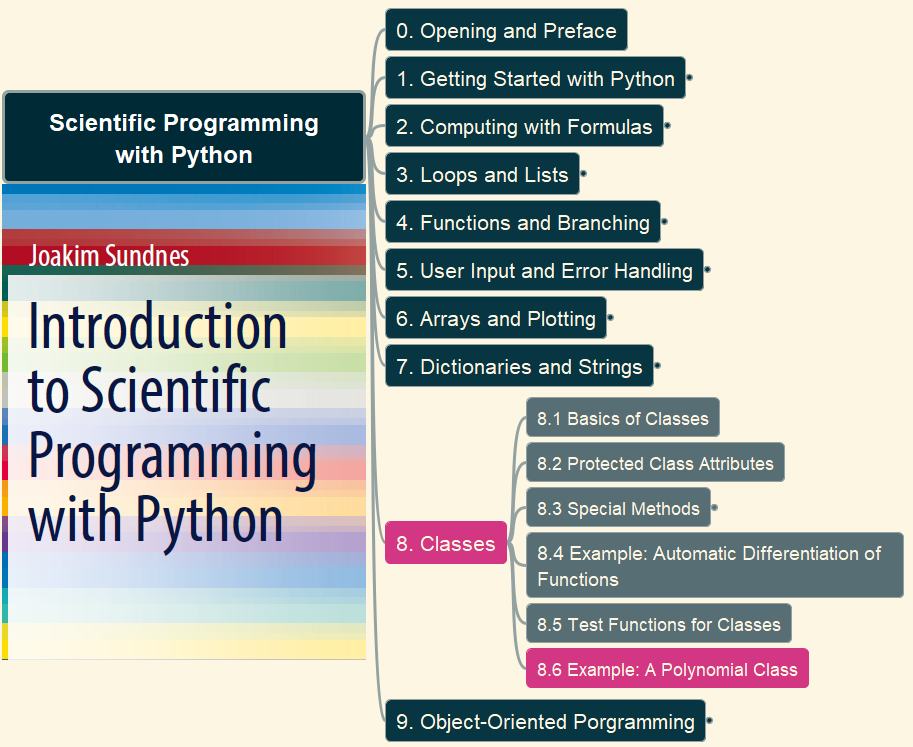 Scientific Programming
with Python
Joakim Sundnes
Introduction
to Scientific
Programming
with Python
0. Opening and Preface
1. Getting Started with Python
2. Computing with Formulas
3. Loops and Lists
4. Functions and Branching
5. User Input and Error Handling
6. Arrays and Plotting
7. Dictionaries and Strings
8. Classes
8.1 Basics of Classes
8.2 Protected Class Attributes
8.3 Special Methods
8.4 Example: Automatic Differentiation of
Functions
8.5 Test Functions for Classes
8.6 Example: A Polynomial Class
9. Object-Oriented Porgramming